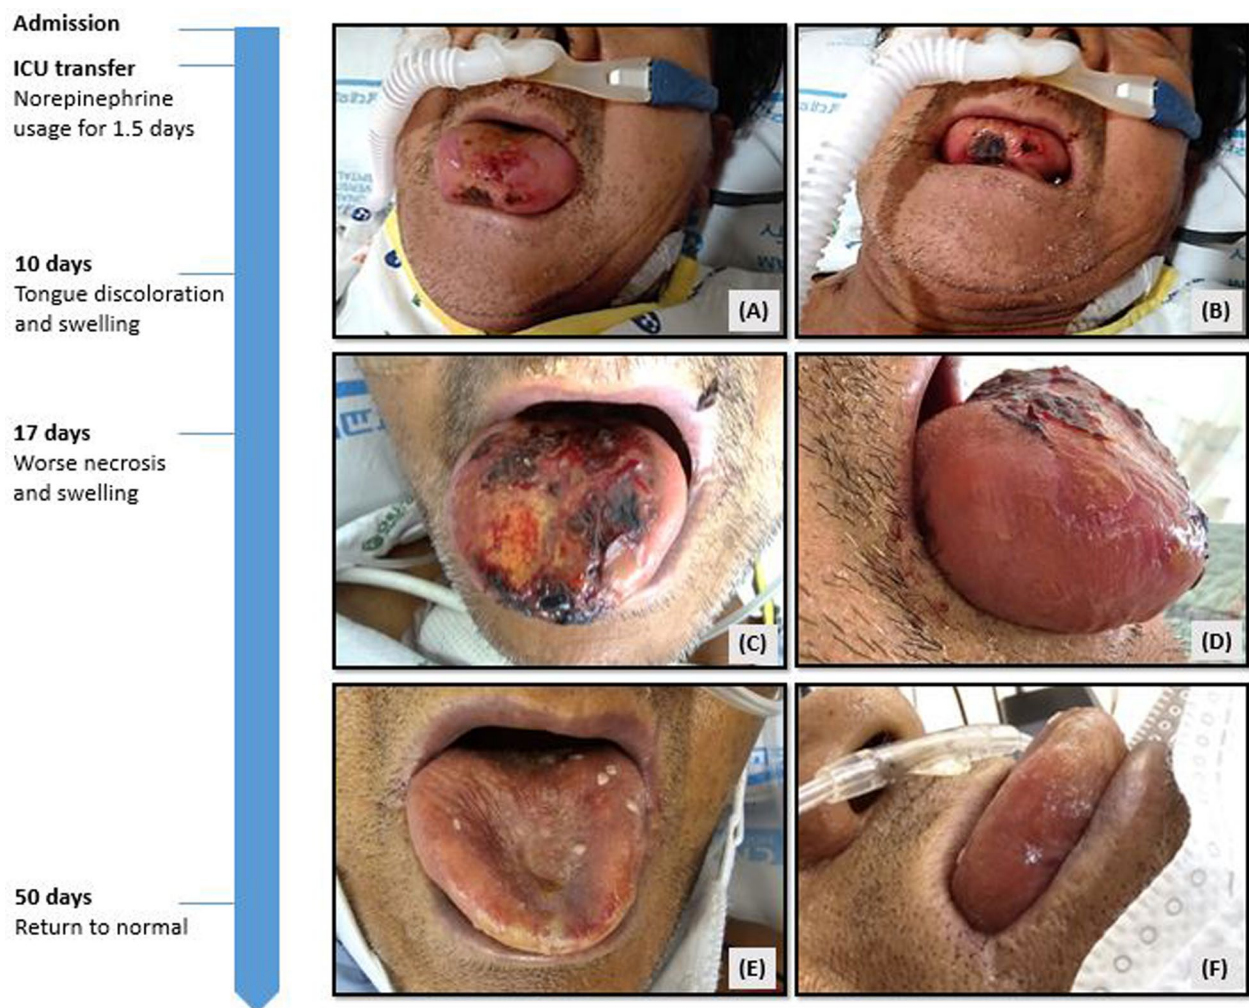 Admission
ICU transfer
Norepinephrine
usage for 1.5 days
10 days
Tongue discoloration
and swelling
17 days
Worse necrosis
and swelling
50 days
Return to normal
(A)
(B)
(C)
(D)
(E)
(F)